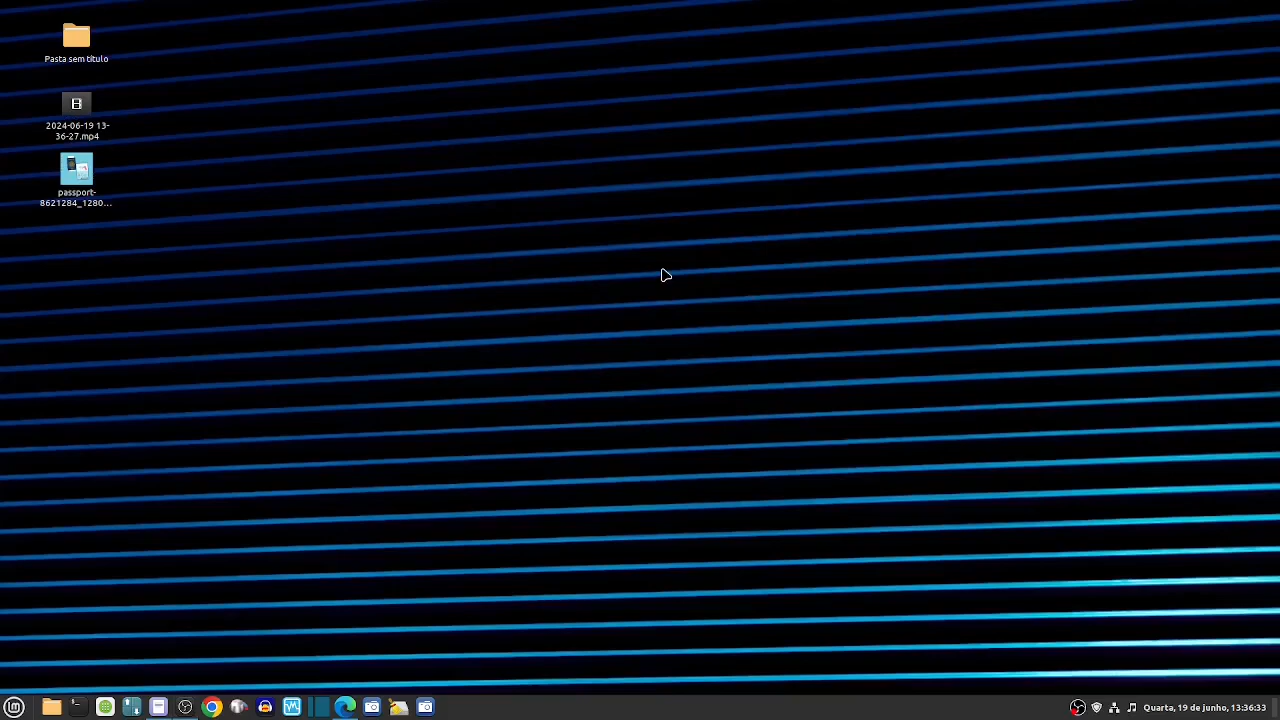 Pasta sem título
2024-06-19 13-
36-27.mp4
passport-
8621284_1280...
Quarta, 19 de junho, 13:36:33